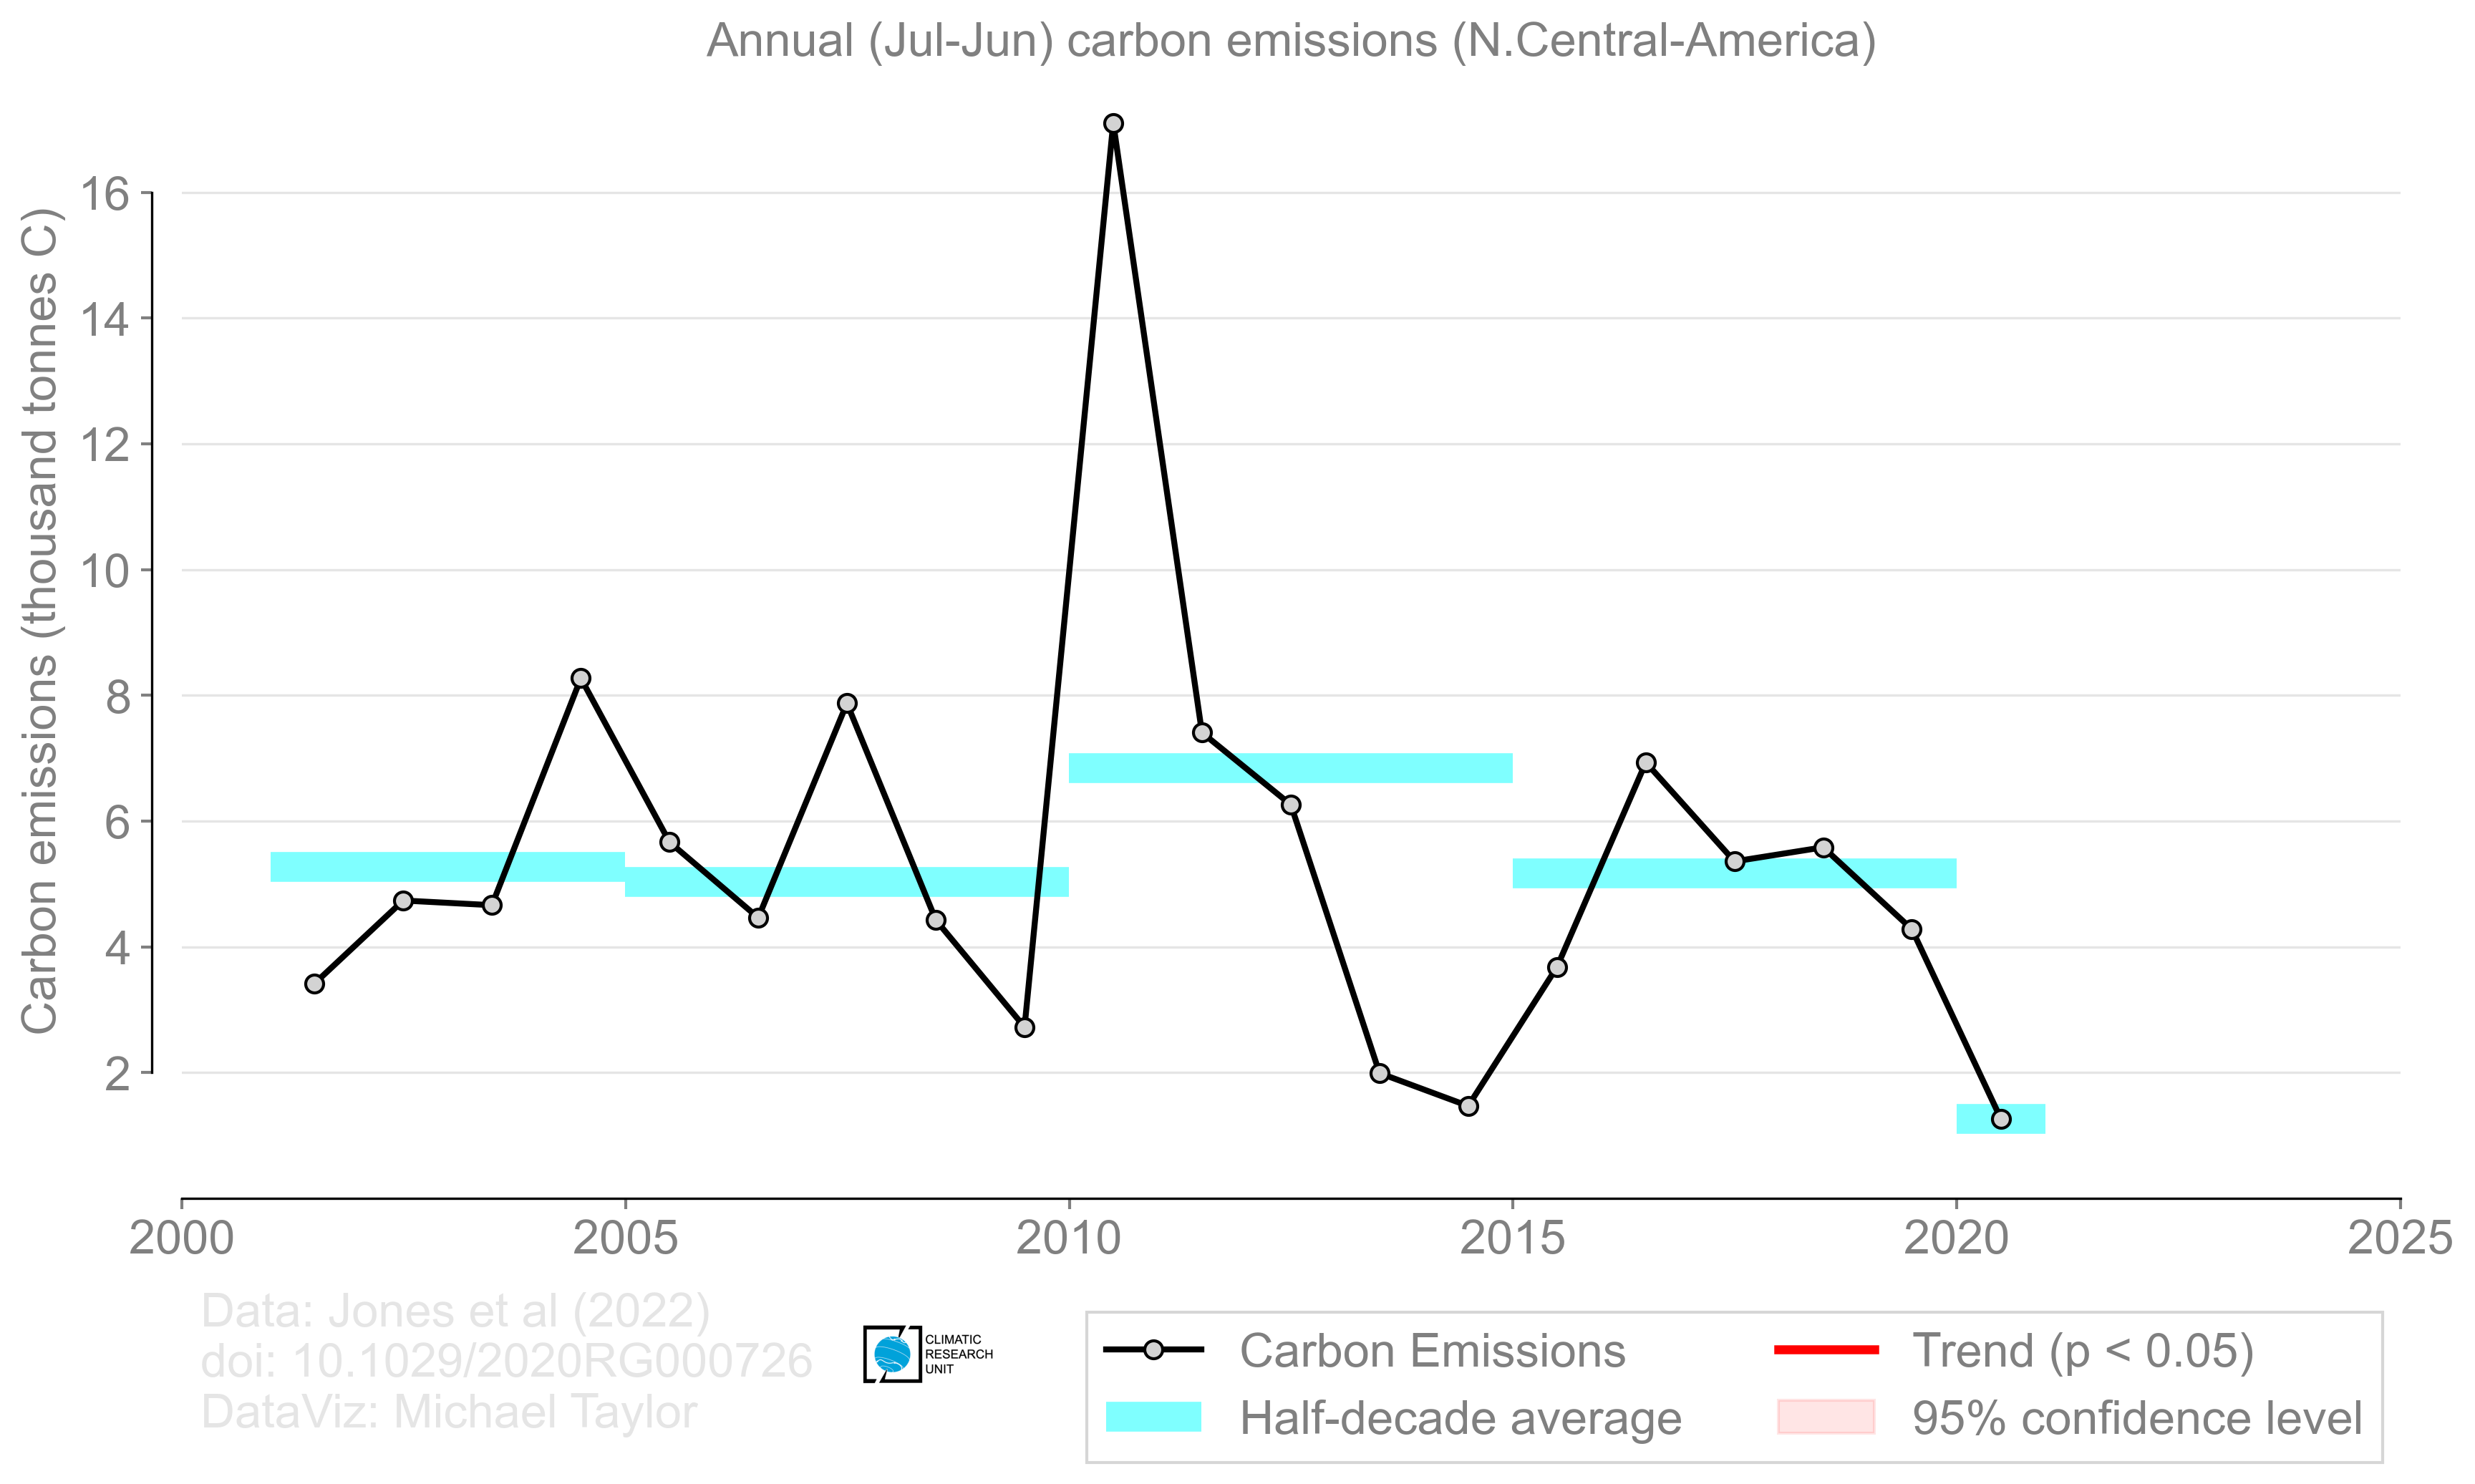 Annual (Jul-Jun) carbon emissions (N.Central-America)
Carbon emissions (thousand tonnes C)
16
14
12
10
8
6
4
2
2000 2005 2010 2015 2020 2025
Data: Jones et al (2022)
doi: 10.1029/2020RG000726
DataViz: Michael Taylor
CLIMATIC
RESEARCH
UNIT
Carbon Emissions
Half-decade average
Trend (p < 0.05)
95% confidence level